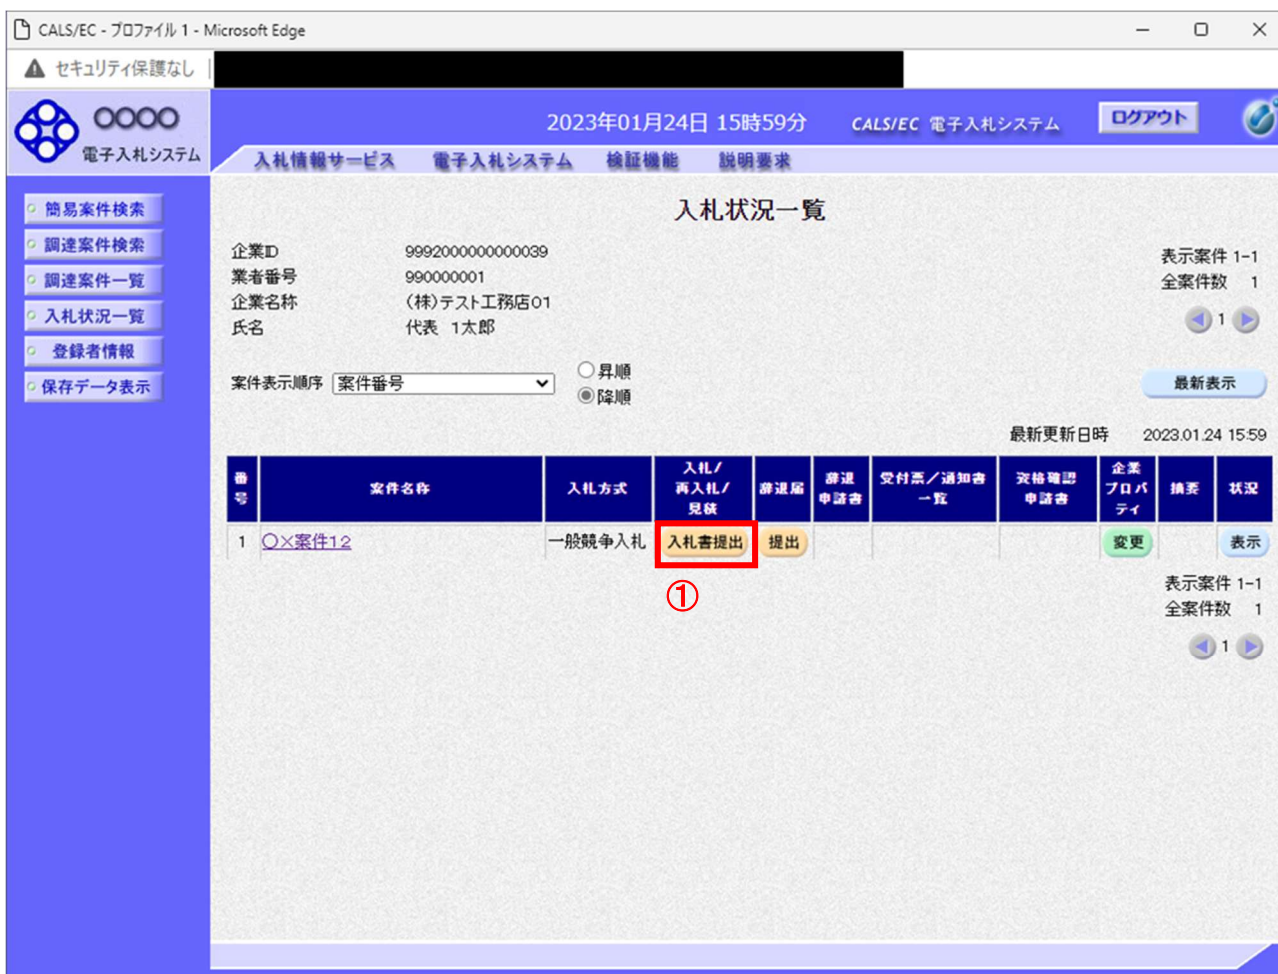 CALS/EC - プロファイル 1 - Microsoft Edge
セキュリティ保護なし
〇〇〇〇
電子入札システム
2023年01月24日 15時59分
CALS/EC 電子入札システム
ログアウト
入札情報サービス 電子入札システム 検証機能 説明要求
簡易案件検索
調達案件検索
調達案件一覧
入札状況一覧
登録者情報
保存データ表示
入札状況一覧
企業ID 9992000000000039
業者番号 990000001
企業名称 (株)テスト工務店01
氏名 代表 1太郎
表示案件 1-1
全案件数 1
1
案件表示順序 案件番号
昇順
降順
最新表示
最新更新日時 2023.01.24 15:59
番号 案件名称 入札方式 入札/再入札/見積 辞退届 辞退申請書 受付票/通知書一覧 資格確認申請書 企業プロパティ 摘要 状況
1 〇×案件12 一般競争入札 入札書提出 提出 変更 表示
①
表示案件 1-1
全案件数 1
1